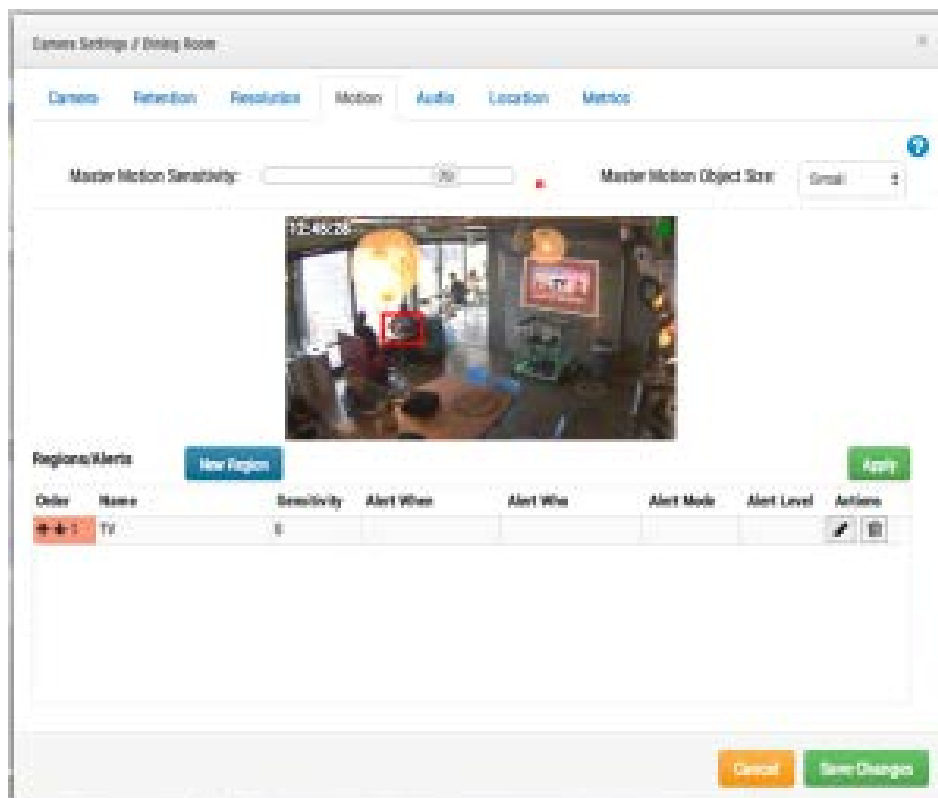 Camera Settings / Dining Room
Camera Retention Resolution Motion Audio Location Metrics
Master Motion Sensitivity: Master Motion Object Size: Small
Regions/Alerts New Region Apply
Order Name Sensitivity Alert When Alert Who Alert Mode Alert Level Actions
1 TV 0
Cancel Save Changes